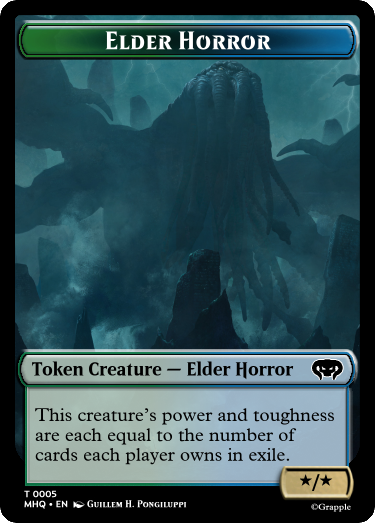 Elder Horror
Token Creature — Elder Horror
This creature's power and toughness
are each equal to the number of
cards each player owns in exile.
★/★
T 0005
MHQ • EN Guillem H. Pongiluppi
©Grapple